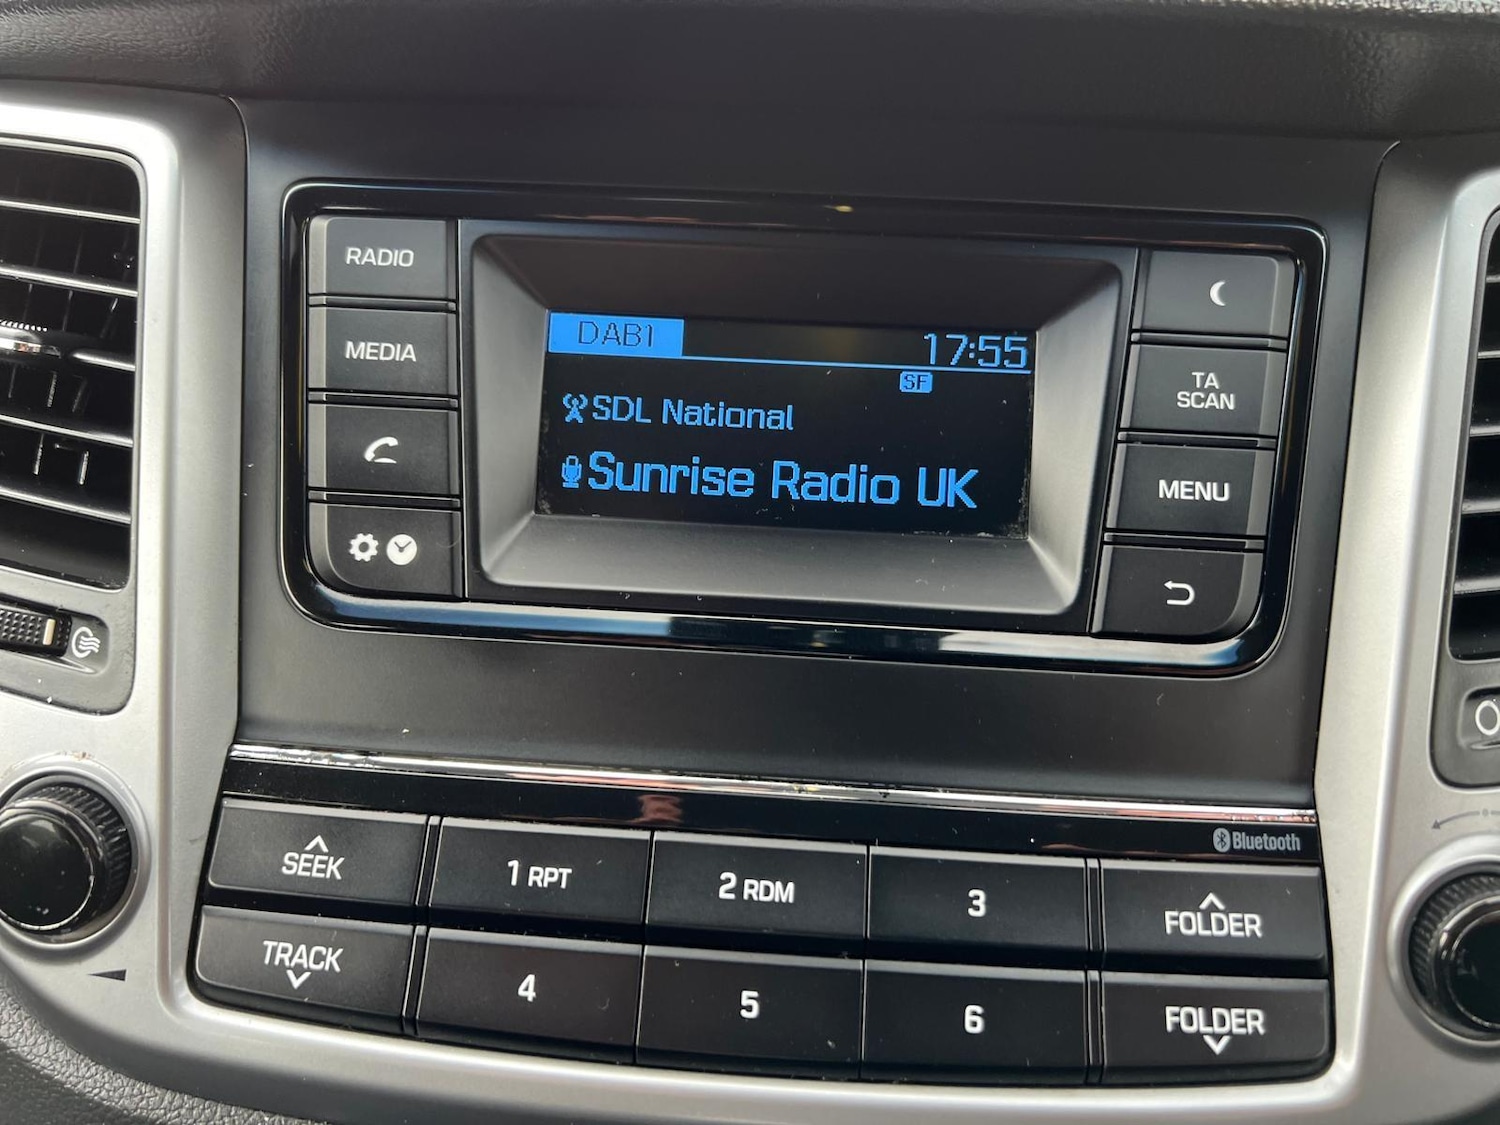 RADIO
MEDIA
DAB1 17:55
SF
SDL National
Sunrise Radio UK
TA
SCAN
MENU
Bluetooth
SEEK
1 RPT
2 RDM
3
FOLDER
TRACK
4
5
6
FOLDER